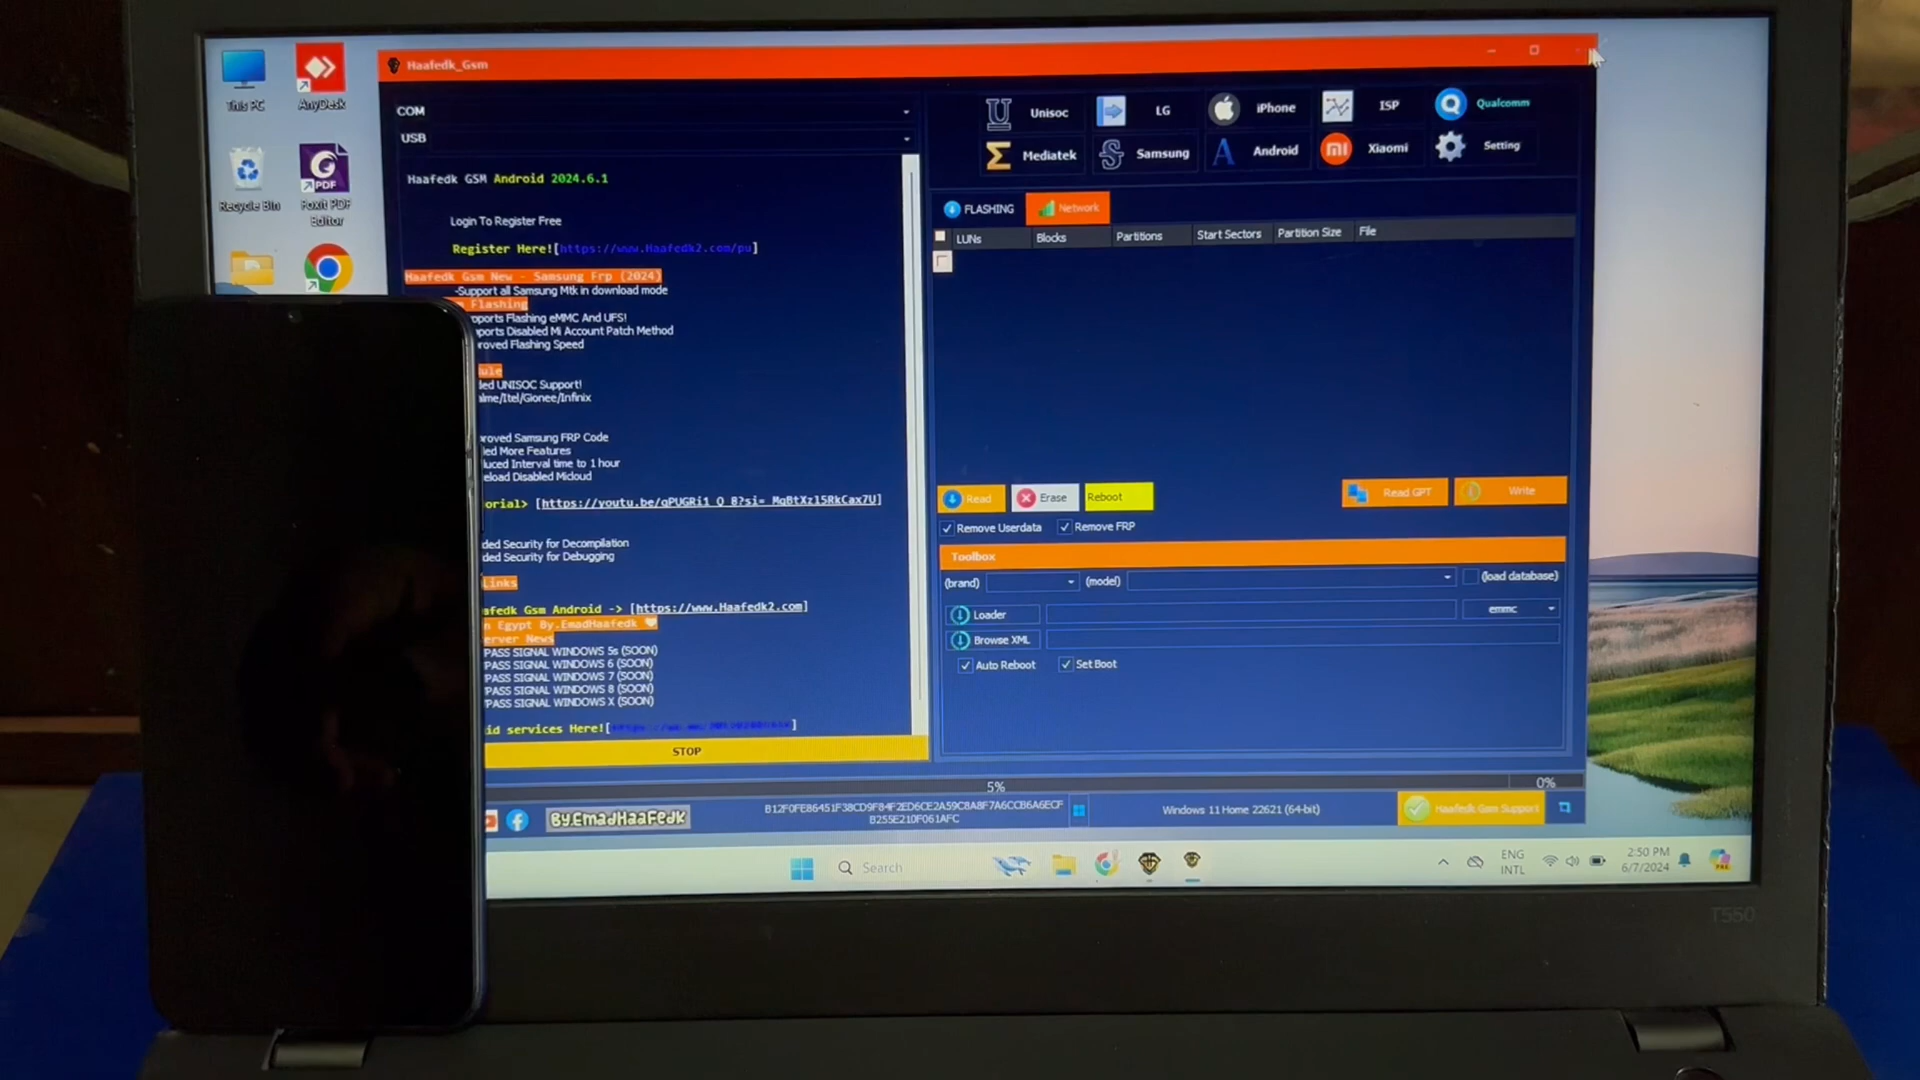 This PC
AnyDesk
Recycle Bin
PDF
Foxit PDF
Editor
Haafedk_Gsm
COM
USB
Haafedk GSM Android 2024.6.1
Login To Register Free
Register Here![https://www.Haafedk2.com/pu]
Haafedk Gsm New - Samsung Frp (2024)
-Support all Samsung Mtk in download mode
Flashing
ports Flashing eMMC And UFS!
ports Disabled Mi Account Patch Method
roved Flashing Speed
ule
ded UNISOC Support!
lme/Itel/Gionee/Infinix
roved Samsung FRP Code
ded More Features
luced Interval time to 1 hour
eload Disabled Micloud
orial> [https://youtu.be/qPUGRi1_Q_8?si=_MgBtXzl5RkCax7U]
ded Security for Decompilation
ded Security for Debugging
Links
afedk Gsm Android -> [https://www.Haafedk2.com]
n Egypt By.EmadHaafedk
erver News
PASS SIGNAL WINDOWS 5s (SOON)
PASS SIGNAL WINDOWS 6 (SOON)
PASS SIGNAL WINDOWS 7 (SOON)
PASS SIGNAL WINDOWS 8 (SOON)
PASS SIGNAL WINDOWS X (SOON)
id services Here![
STOP
Unisoc
LG
iPhone
ISP
Qualcomm
Mediatek
Samsung
Android
Xiaomi
Setting
FLASHING
Network
LUNs
Blocks
Partitions
Start Sectors
Partition Size
File
Read
Erase
Reboot
Read GPT
Write
Remove Userdata
Remove FRP
Toolbox
(brand)
(model)
(load database)
Loader
emmc
Browse XML
Auto Reboot
Set Boot
5%
0%
By.EmadHaaFedk
B12F0FE86451F38CD9F84F2ED6CE2A59C8A8F7A6CCB6A6ECF
B255E210F061AFC
Windows 11 Home 22621 (64-bit)
Haafedk Gsm Support
Search
ENG
INTL
2:50 PM
6/7/2024
T550